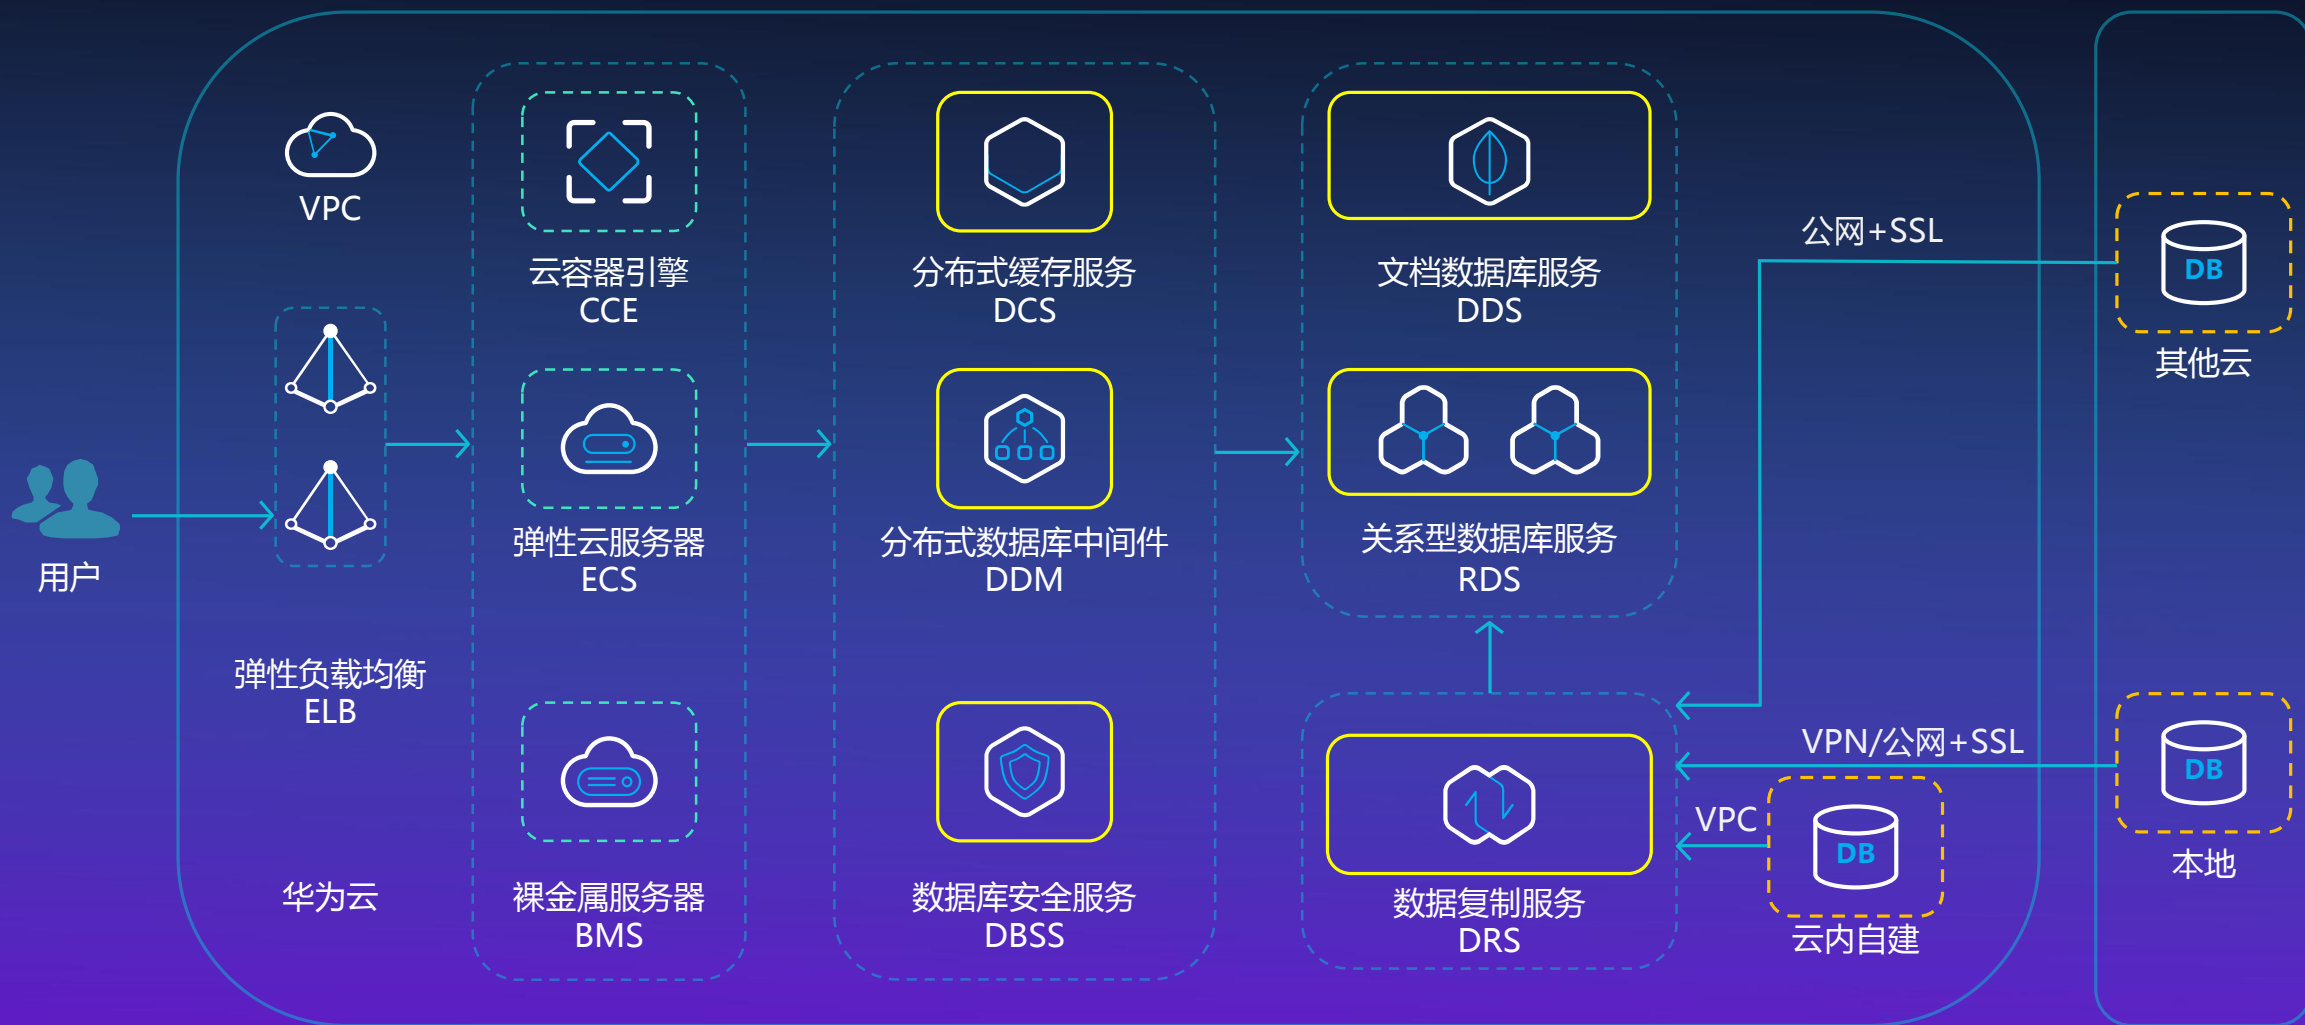 VPC
用户
弹性负载均衡
ELB
华为云
云容器引擎
CCE
弹性云服务器
ECS
裸金属服务器
BMS
分布式缓存服务
DCS
分布式数据库中间件
DDM
数据库安全服务
DBSS
文档数据库服务
DDS
关系型数据库服务
RDS
数据复制服务
DRS
公网+SSL
VPN/公网+SSL
VPC
DB
云内自建
DB
其他云
DB
本地